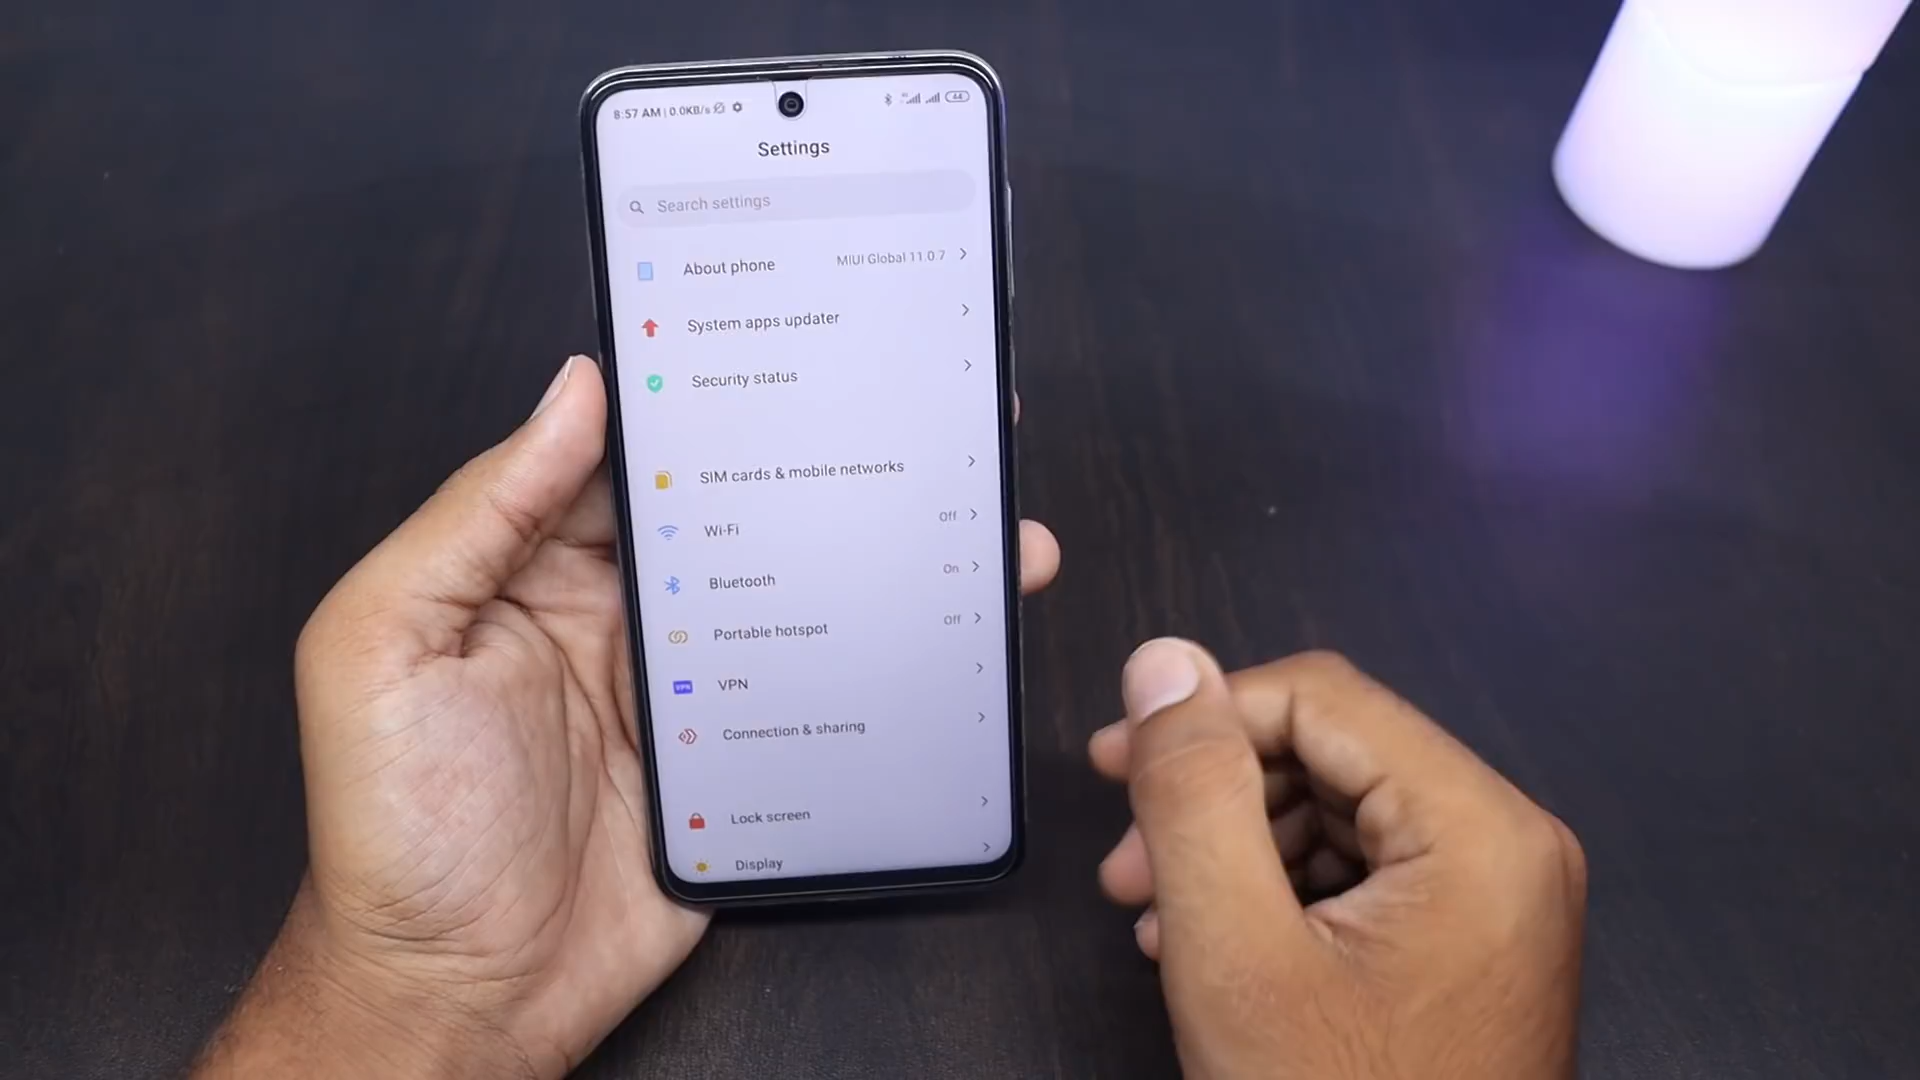 8:57 AM | 0.0KB/s
44
Settings
Search settings
About phone
MIUI Global 11.0.7
System apps updater
Security status
SIM cards & mobile networks
Wi-Fi
Off
Bluetooth
On
Portable hotspot
Off
VPN
VPN
Connection & sharing
Lock screen
Display